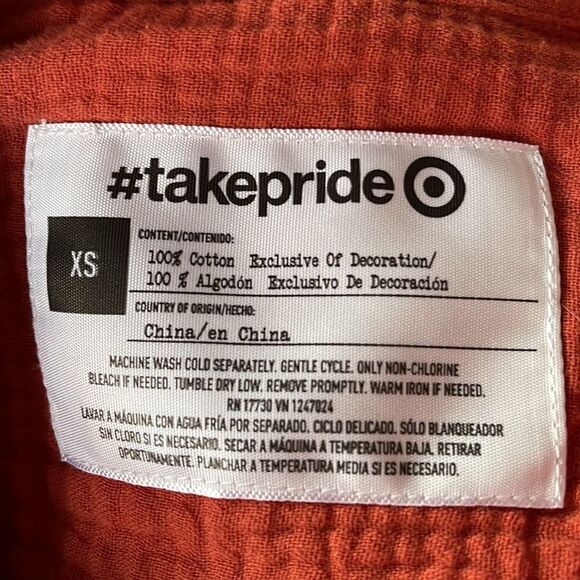 #takepride
XS
CONTENT/CONTENIDO:
100% Cotton Exclusive Of Decoration/
100 % Algodón Exclusivo De Decoración
COUNTRY OF ORIGIN/HECHO:
China/en China
MACHINE WASH COLD SEPARATELY. GENTLE CYCLE. ONLY NON-CHLORINE
BLEACH IF NEEDED. TUMBLE DRY LOW. REMOVE PROMPTLY. WARM IRON IF NEEDED.
RN 17730 VN 1247024
LAVAR A MÁQUINA CON AGUA FRÍA POR SEPARADO. CICLO DELICADO. SÓLO BLANQUEADOR
SIN CLORO SI ES NECESARIO. SECAR A MÁQUINA A TEMPERATURA BAJA. RETIRAR
OPORTUNAMENTE. PLANCHAR A TEMPERATURA MEDIA SI ES NECESARIO.